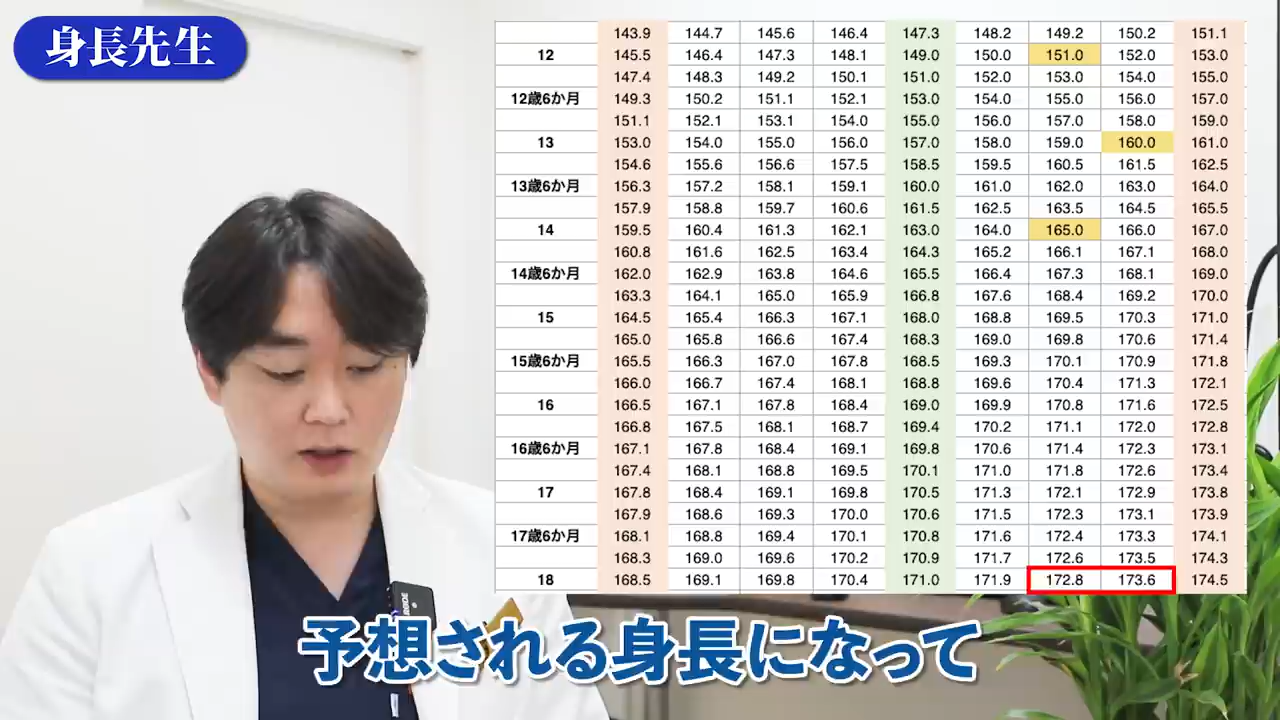 身長先生
143.9 144.7 145.6 146.4 147.3 148.2 149.2 150.2 151.1
12 145.5 146.4 147.3 148.1 149.0 150.0 151.0 152.0 153.0
147.4 148.3 149.2 150.1 151.0 152.0 153.0 154.0 155.0
12歳6か月 149.3 150.2 151.1 152.1 153.0 154.0 155.0 156.0 157.0
151.1 152.1 153.1 154.0 155.0 156.0 157.0 158.0 159.0
13 153.0 154.0 155.0 156.0 157.0 158.0 159.0 160.0 161.0
154.6 155.6 156.6 157.5 158.5 159.5 160.5 161.5 162.5
13歳6か月 156.3 157.2 158.1 159.1 160.0 161.0 162.0 163.0 164.0
157.9 158.8 159.7 160.6 161.5 162.5 163.5 164.5 165.5
14 159.5 160.4 161.3 162.1 163.0 164.0 165.0 166.0 167.0
160.8 161.6 162.5 163.4 164.3 165.2 166.1 167.1 168.0
14歳6か月 162.0 162.9 163.8 164.6 165.5 166.4 167.3 168.1 169.0
163.3 164.1 165.0 165.9 166.8 167.6 168.4 169.2 170.0
15 164.5 165.4 166.3 167.1 168.0 168.8 169.5 170.3 171.0
165.0 165.8 166.6 167.4 168.3 169.0 169.8 170.6 171.4
15歳6か月 165.5 166.3 167.0 167.8 168.5 169.3 170.1 170.9 171.8
166.0 166.7 167.4 168.1 168.8 169.6 170.4 171.3 172.1
16 166.5 167.1 167.8 168.4 169.0 169.9 170.8 171.6 172.5
166.8 167.5 168.1 168.7 169.4 170.2 171.1 172.0 172.8
16歳6か月 167.1 167.8 168.4 169.1 169.8 170.6 171.4 172.3 173.1
167.4 168.1 168.8 169.5 170.1 171.0 171.8 172.6 173.4
17 167.8 168.4 169.1 169.8 170.5 171.3 172.1 172.9 173.8
167.9 168.6 169.3 170.0 170.6 171.5 172.3 173.1 173.9
17歳6か月 168.1 168.8 169.4 170.1 170.8 171.6 172.4 173.3 174.1
168.3 169.0 169.6 170.2 170.9 171.7 172.6 173.5 174.3
18 168.5 169.1 169.8 170.4 171.0 171.9 172.8 173.6 174.5
RODE
予想される身長になって